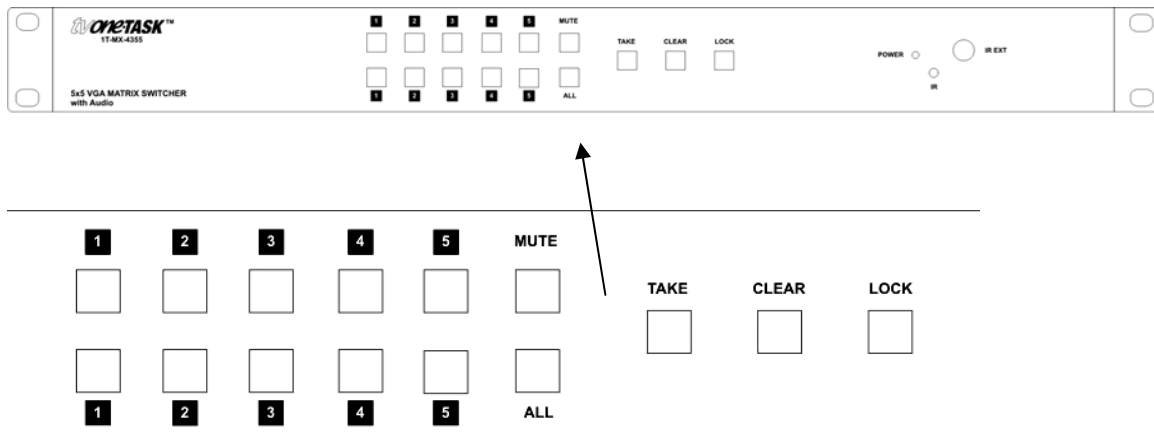 tvONE·TASK™
1T-MX-4355
5x5 VGA MATRIX SWITCHER
with Audio
1 2 3 4 5 MUTE
1 2 3 4 5 ALL
TAKE CLEAR LOCK
POWER
IR
IR EXT
1 2 3 4 5 MUTE
TAKE CLEAR LOCK
1 2 3 4 5 ALL